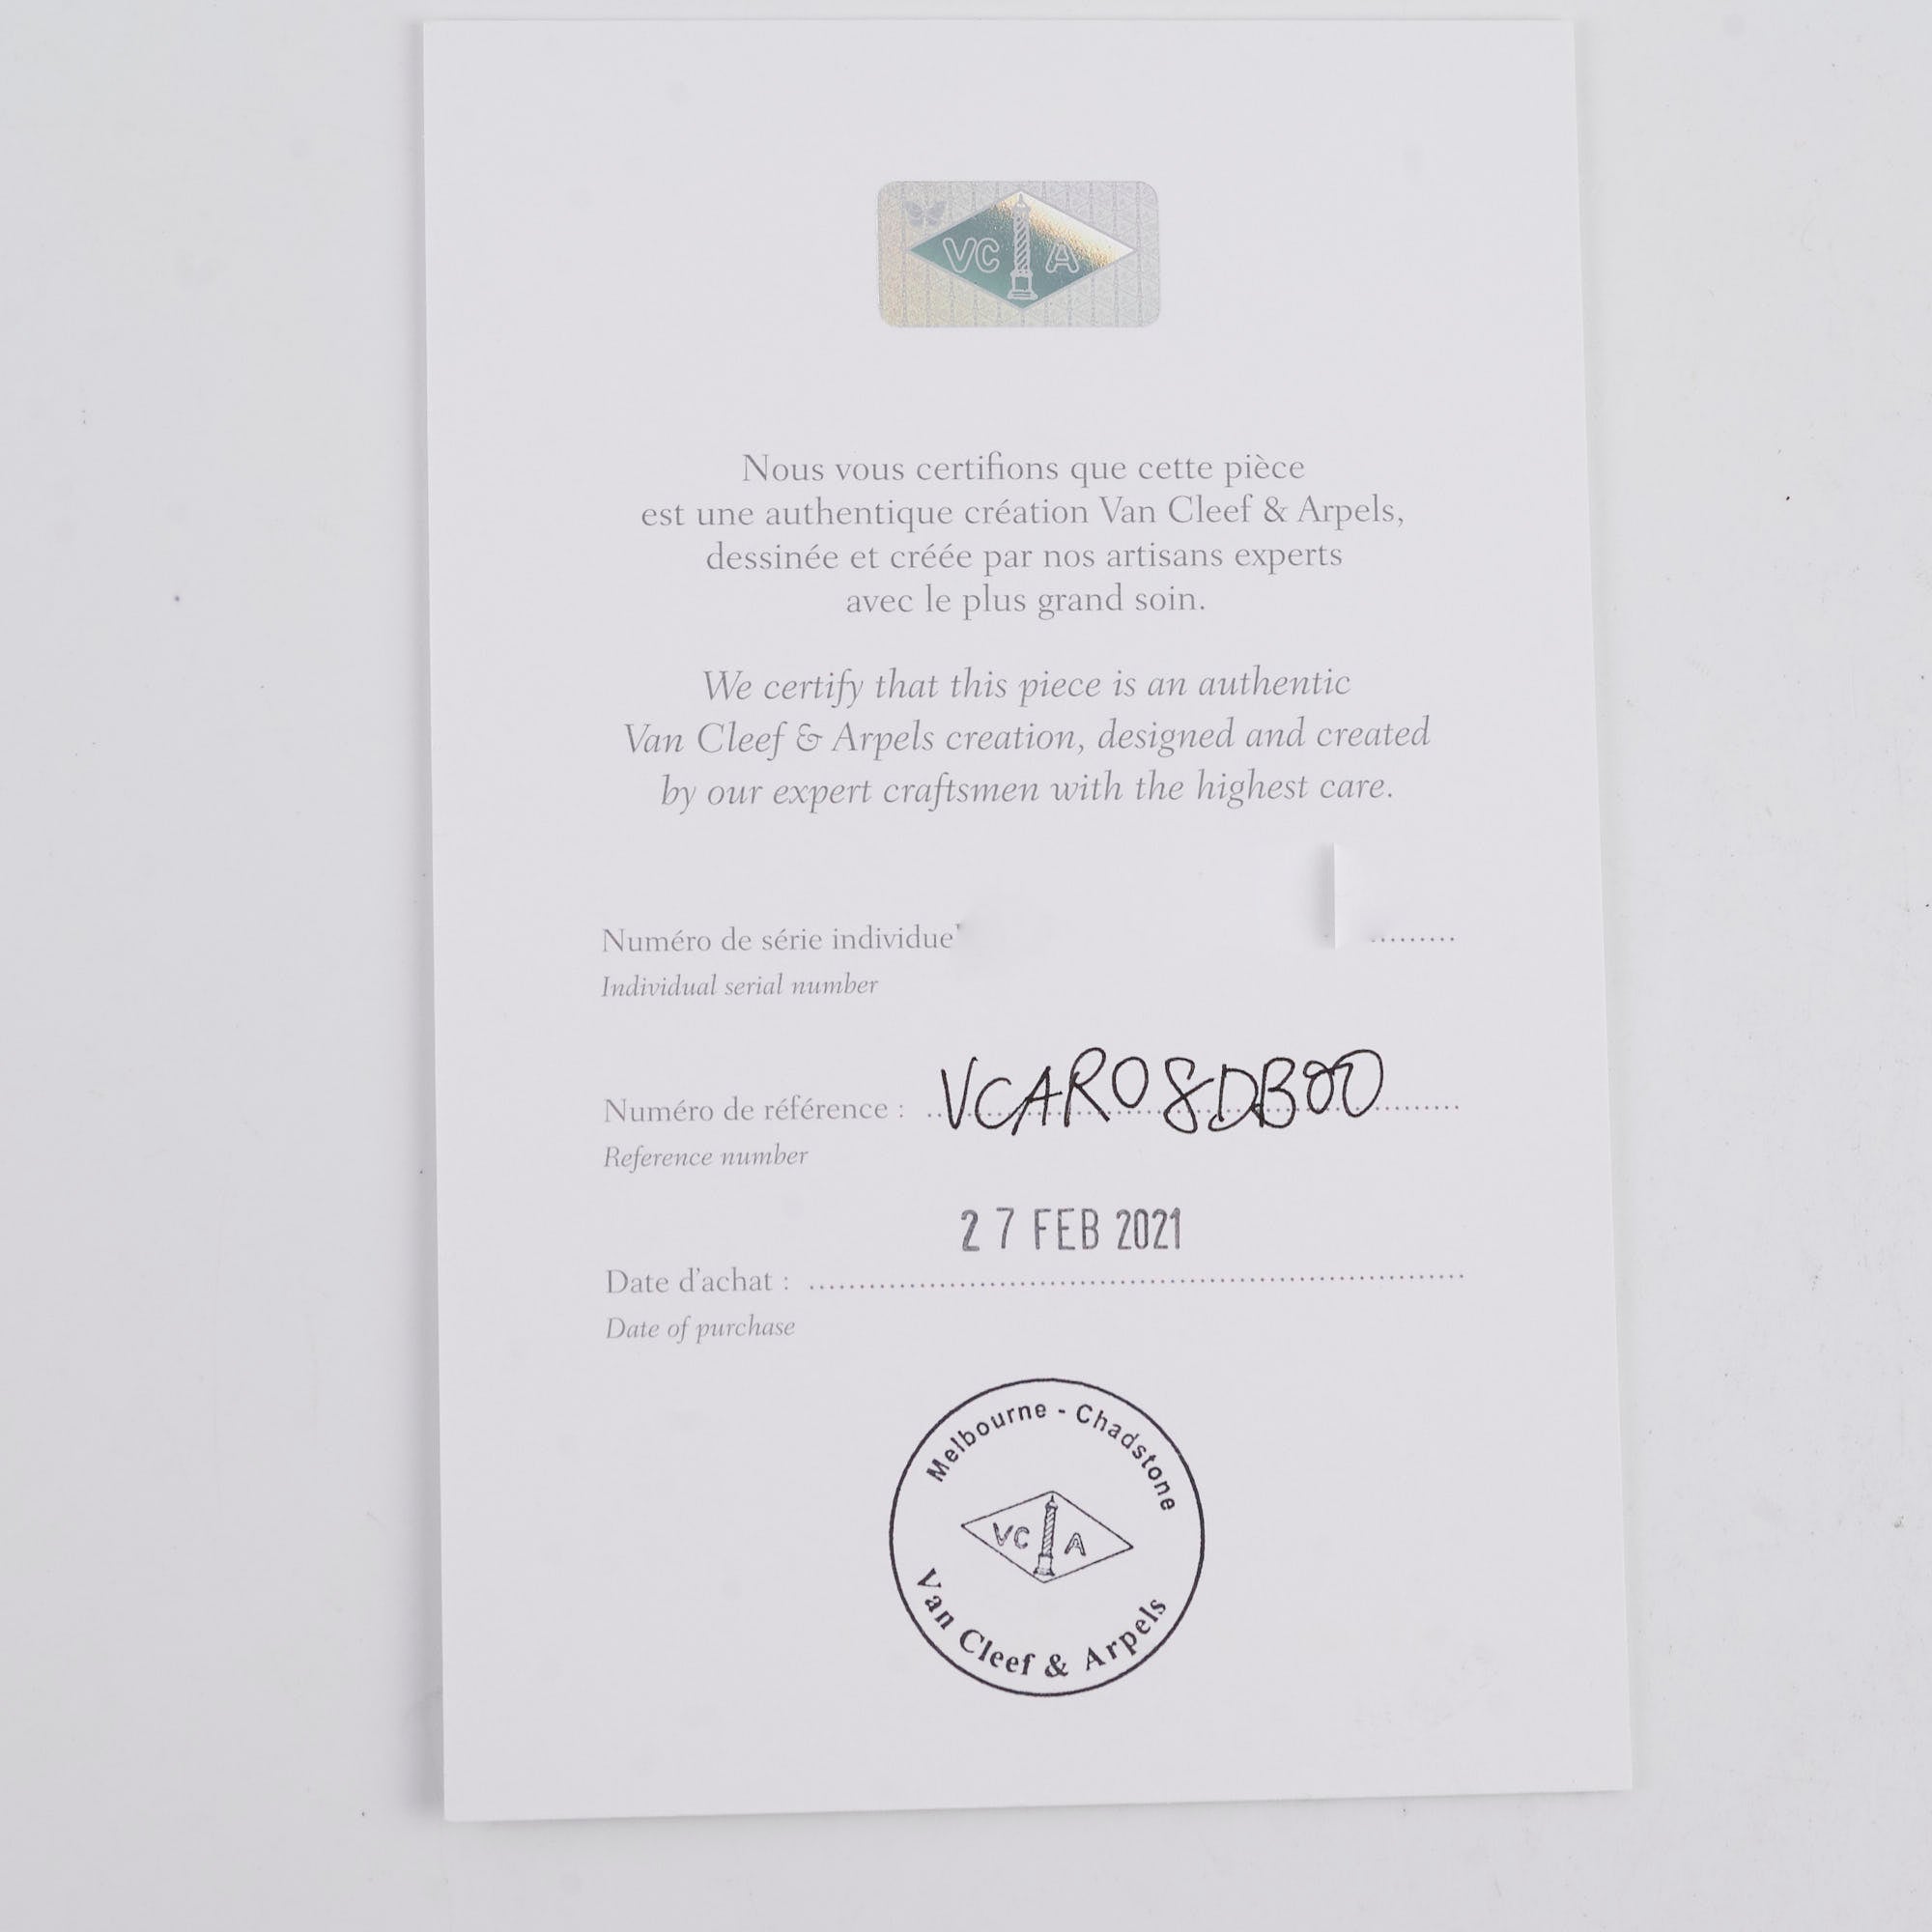 VC A
Nous vous certifions que cette pièce
est une authentique création Van Cleef & Arpels,
dessinée et créée par nos artisans experts
avec le plus grand soin.
We certify that this piece is an authentic
Van Cleef & Arpels creation, designed and created
by our expert craftsmen with the highest care.
Numéro de série individue
Individual serial number
Numéro de référence : VCARO8DB00
Reference number
27 FEB 2021
Date d'achat :
Date of purchase
Melbourne - Chadstone
VC A
Van Cleef & Arpels